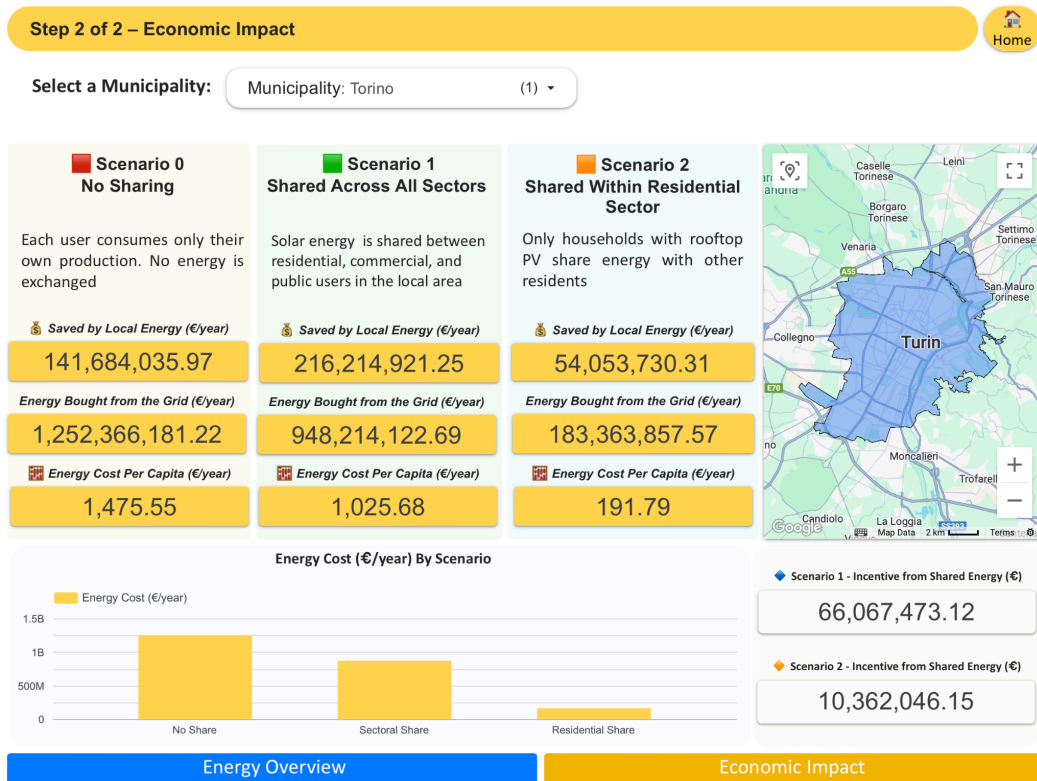 Step 2 of 2 – Economic Impact
Home
Select a Municipality:
Municipality: Torino
(1)
Scenario 0
No Sharing
Each user consumes only their
own production. No energy is
exchanged
Saved by Local Energy (€/year)
141,684,035.97
Energy Bought from the Grid (€/year)
1,252,366,181.22
Energy Cost Per Capita (€/year)
1,475.55
Scenario 1
Shared Across All Sectors
Solar energy is shared between
residential, commercial, and
public users in the local area
Saved by Local Energy (€/year)
216,214,921.25
Energy Bought from the Grid (€/year)
948,214,122.69
Energy Cost Per Capita (€/year)
1,025.68
Scenario 2
Shared Within Residential
Sector
Only households with rooftop
PV share energy with other
residents
Saved by Local Energy (€/year)
54,053,730.31
Energy Bought from the Grid (€/year)
183,363,857.57
Energy Cost Per Capita (€/year)
191.79
Caselle
Torinese
Leinì
Borgaro
Torinese
Settimo
Torinese
Venaria
A55
San Mauro
Torinese
Collegno
Turin
E70
Moncalieri
Trofarell
Candiolo
La Loggia
SS393
Google
Map Data
2 km
Terms
+
−
Energy Cost (€/year) By Scenario
Energy Cost (€/year)
1.5B
1B
500M
0
No Share
Sectoral Share
Residential Share
Scenario 1 - Incentive from Shared Energy (€)
66,067,473.12
Scenario 2 - Incentive from Shared Energy (€)
10,362,046.15
Energy Overview
Economic Impact